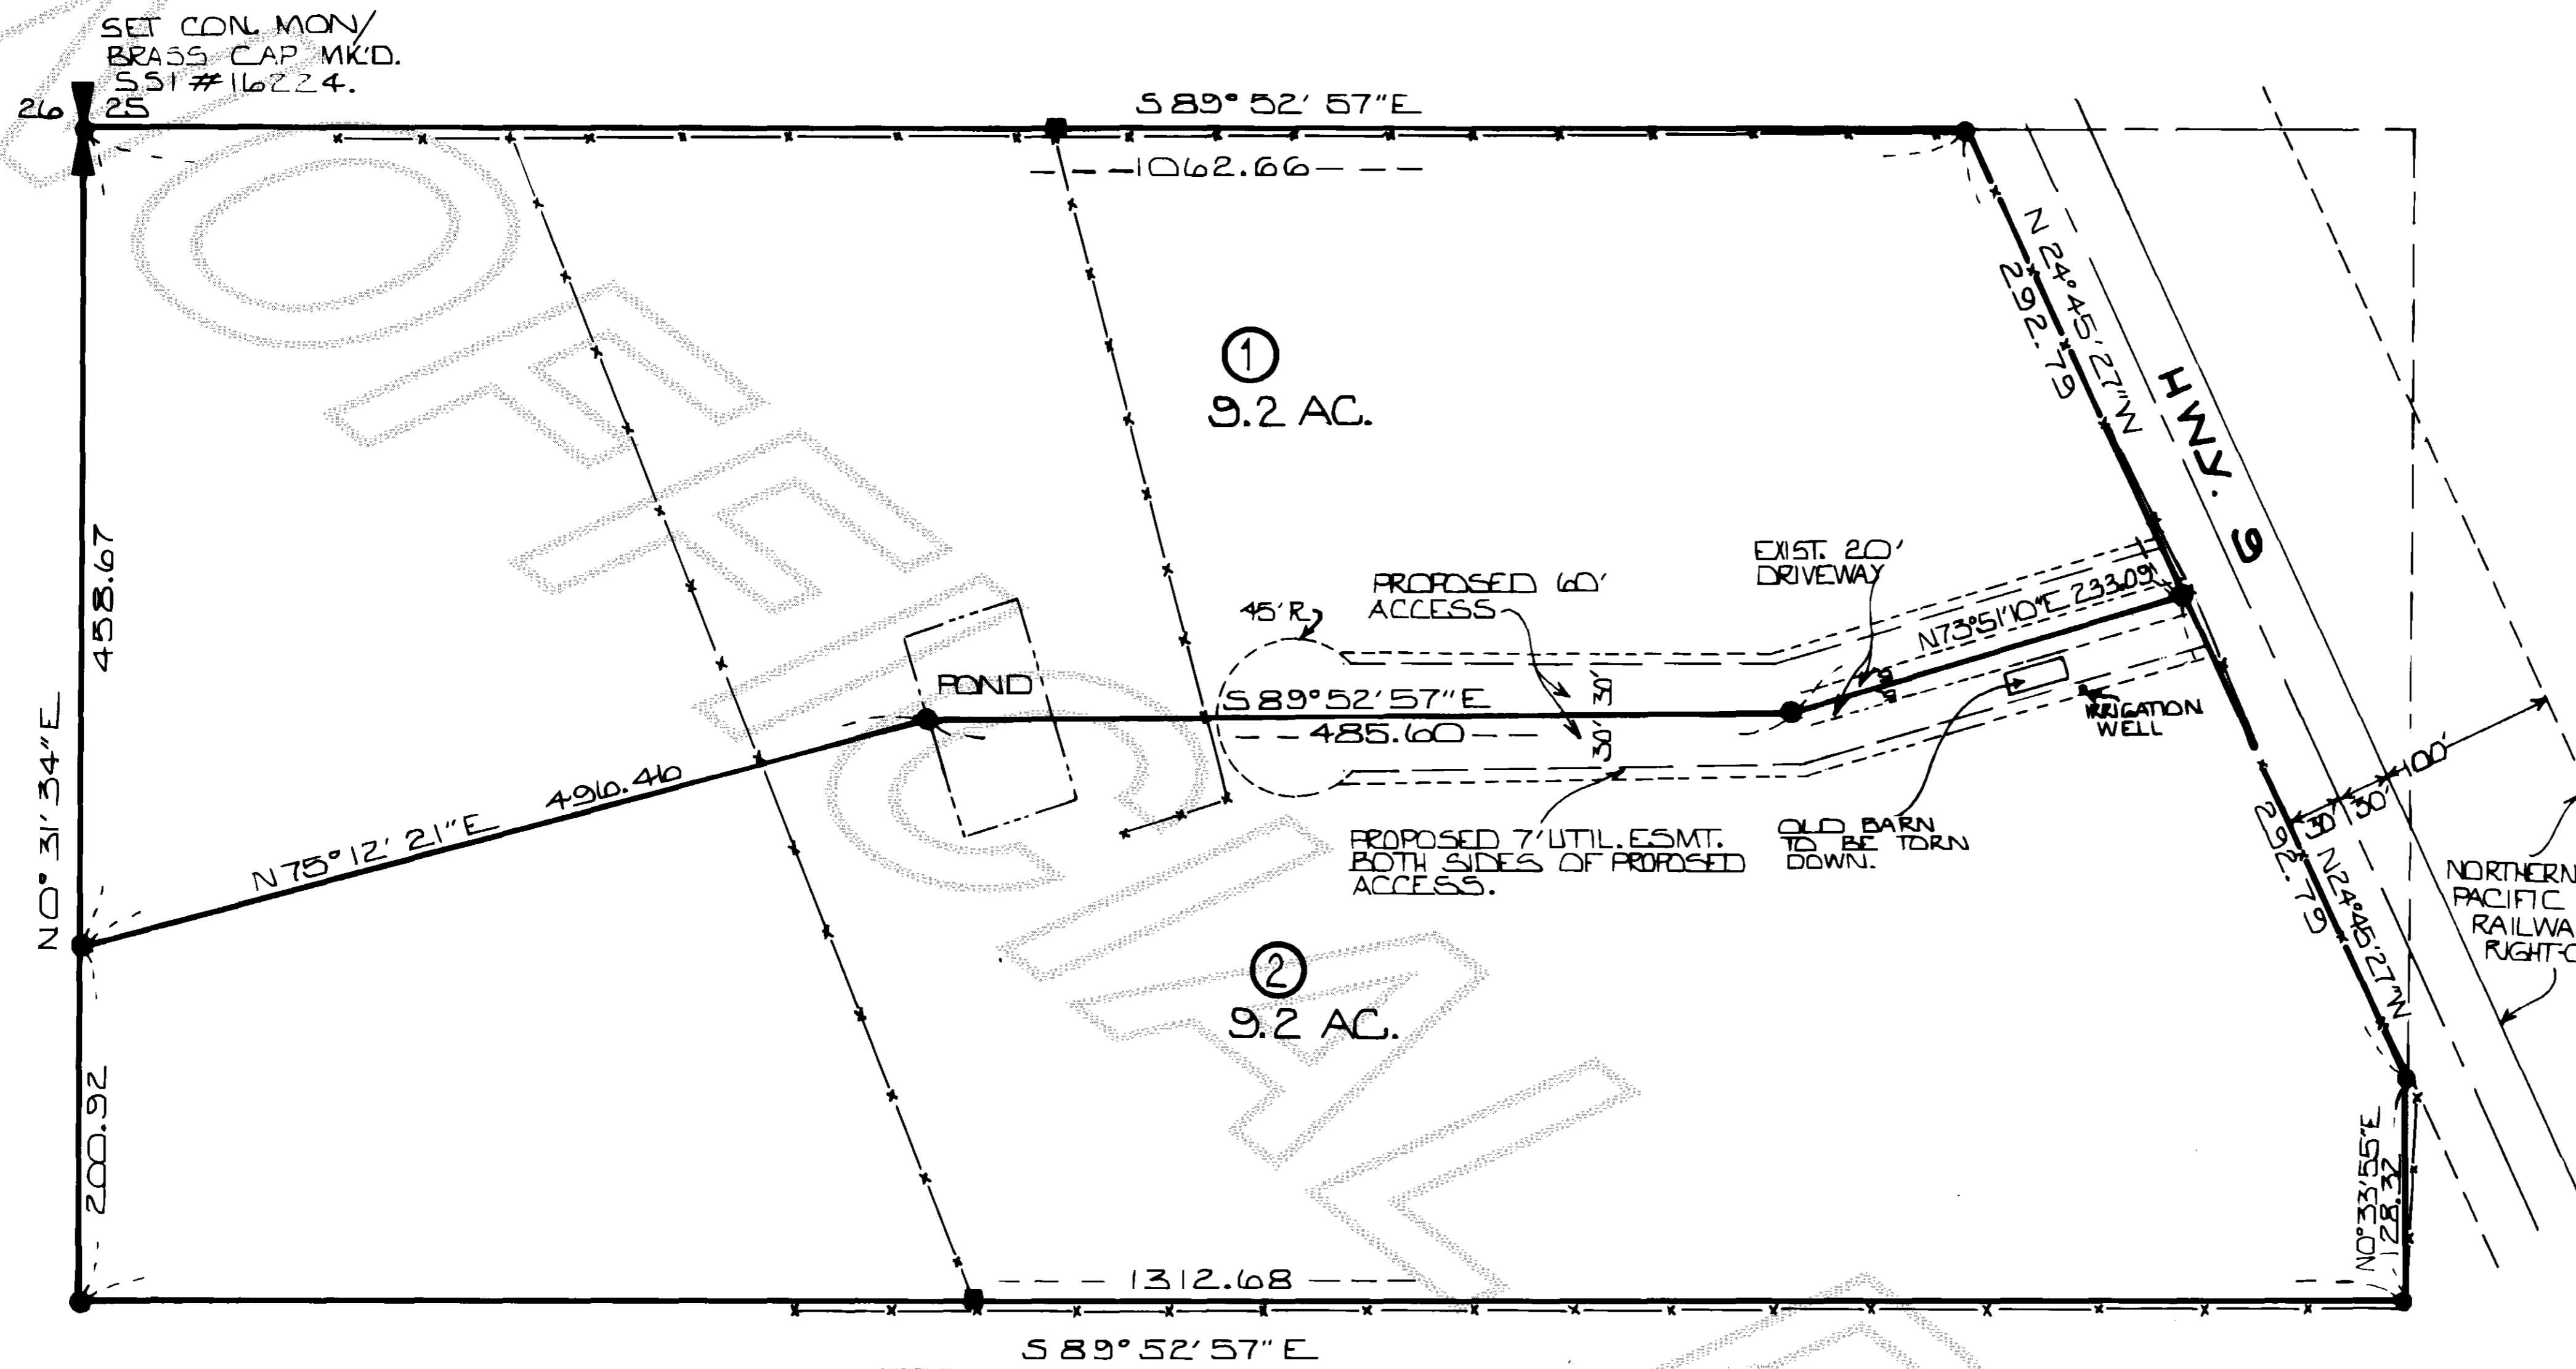 SET CON. MON/
BRASS CAP MK'D.
SSI #16224.
26 25
S 89° 52' 57" E
1062.66
N 24° 45' 27" W
292.79
HWY. 9
1
9.2 AC.
458.67
N 0° 31' 34" E
EXIST. 20'
DRIVEWAY
PROPOSED 60'
ACCESS
45' R
N 73° 51' 10" E 233.09'
POND
S 89° 52' 57" E
485.60
30' 30'
IRRIGATION
WELL
496.46
N 75° 12' 21" E
100'
30' 30'
PROPOSED 7' UTIL. ESMT.
BOTH SIDES OF PROPOSED
ACCESS.
OLD BARN
TO BE TORN
DOWN.
292.79
N 24° 45' 27" W
NORTHERN
PACIFIC
RAILWA
RIGHT-O
2
9.2 AC.
200.92
N 0° 33' 55" E
128.37
1312.68
S 89° 52' 57" E
OFFICIAL